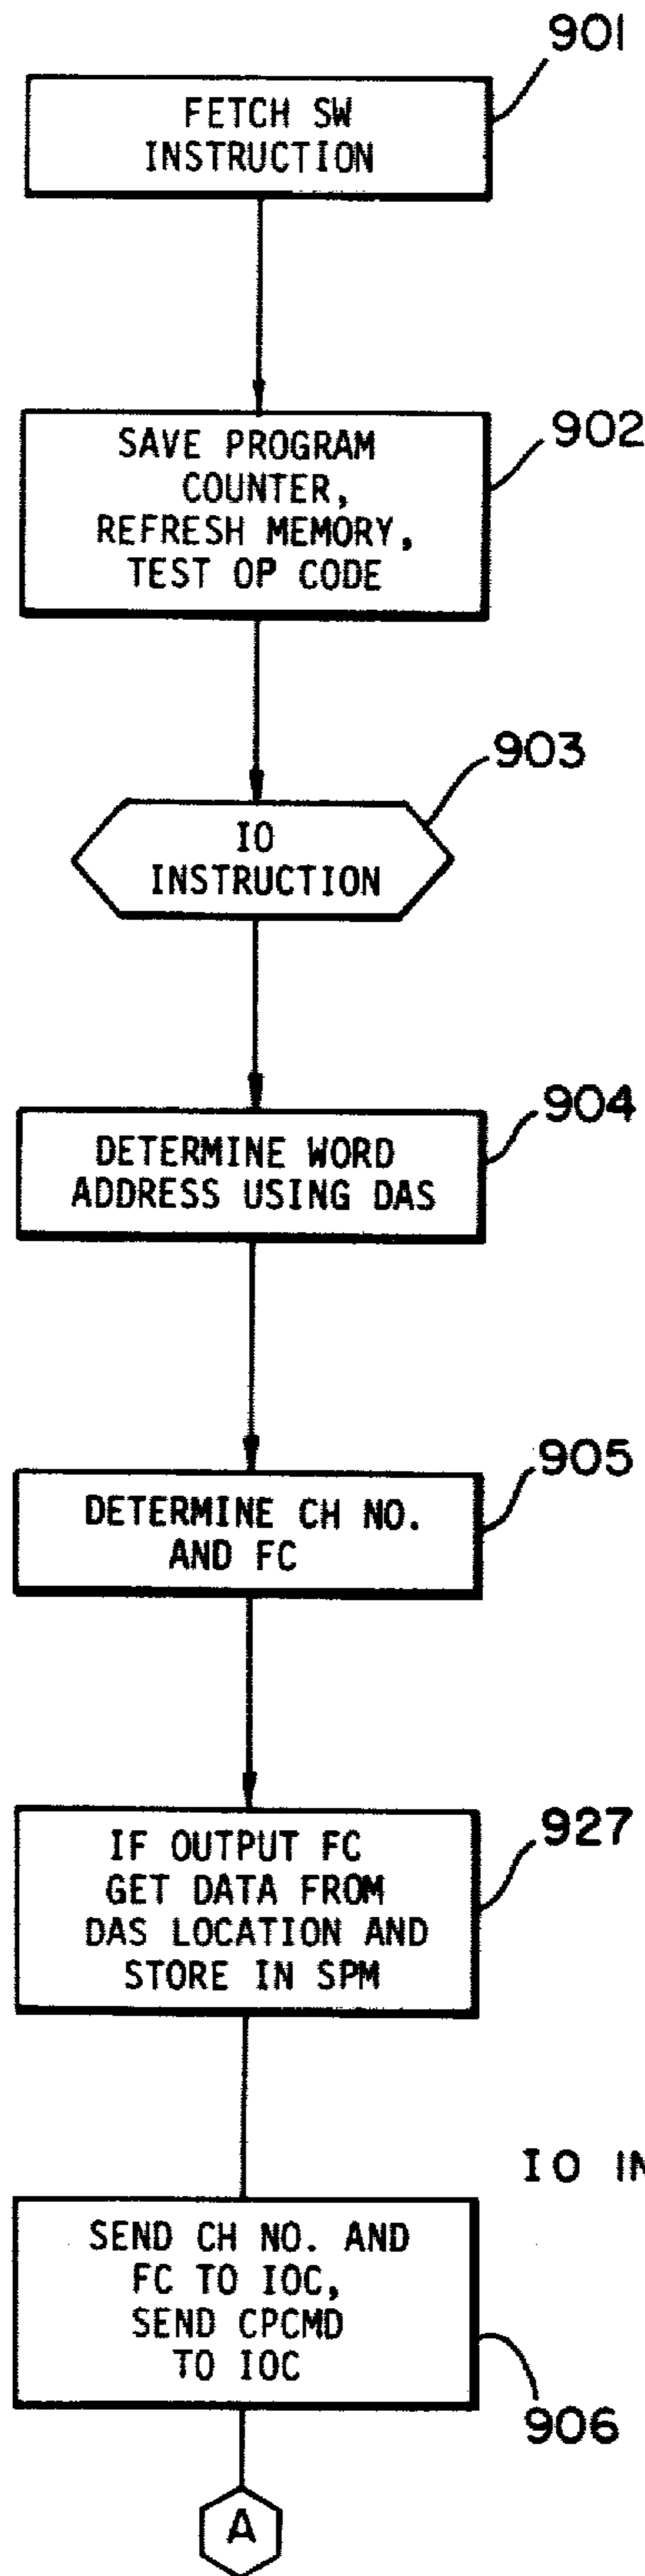 901
FETCH SW
INSTRUCTION
902
SAVE PROGRAM
COUNTER,
REFRESH MEMORY,
TEST OP CODE
903
IO
INSTRUCTION
904
DETERMINE WORD
ADDRESS USING DAS
905
DETERMINE CH NO.
AND FC
927
IF OUTPUT FC
GET DATA FROM
DAS LOCATION AND
STORE IN SPM
IO
SEND CH NO. AND
FC TO IOC,
SEND CPCMD
TO IOC
906
A